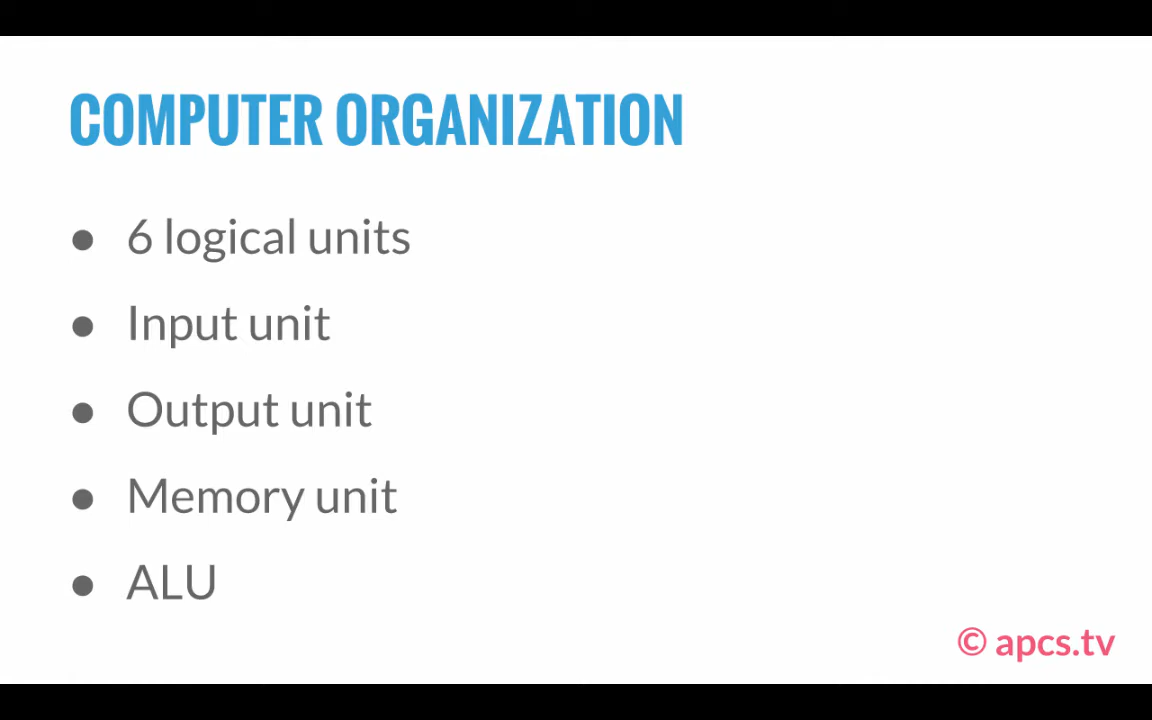 COMPUTER ORGANIZATION
● 6 logical units
● Input unit
● Output unit
● Memory unit
● ALU
© apcs.tv